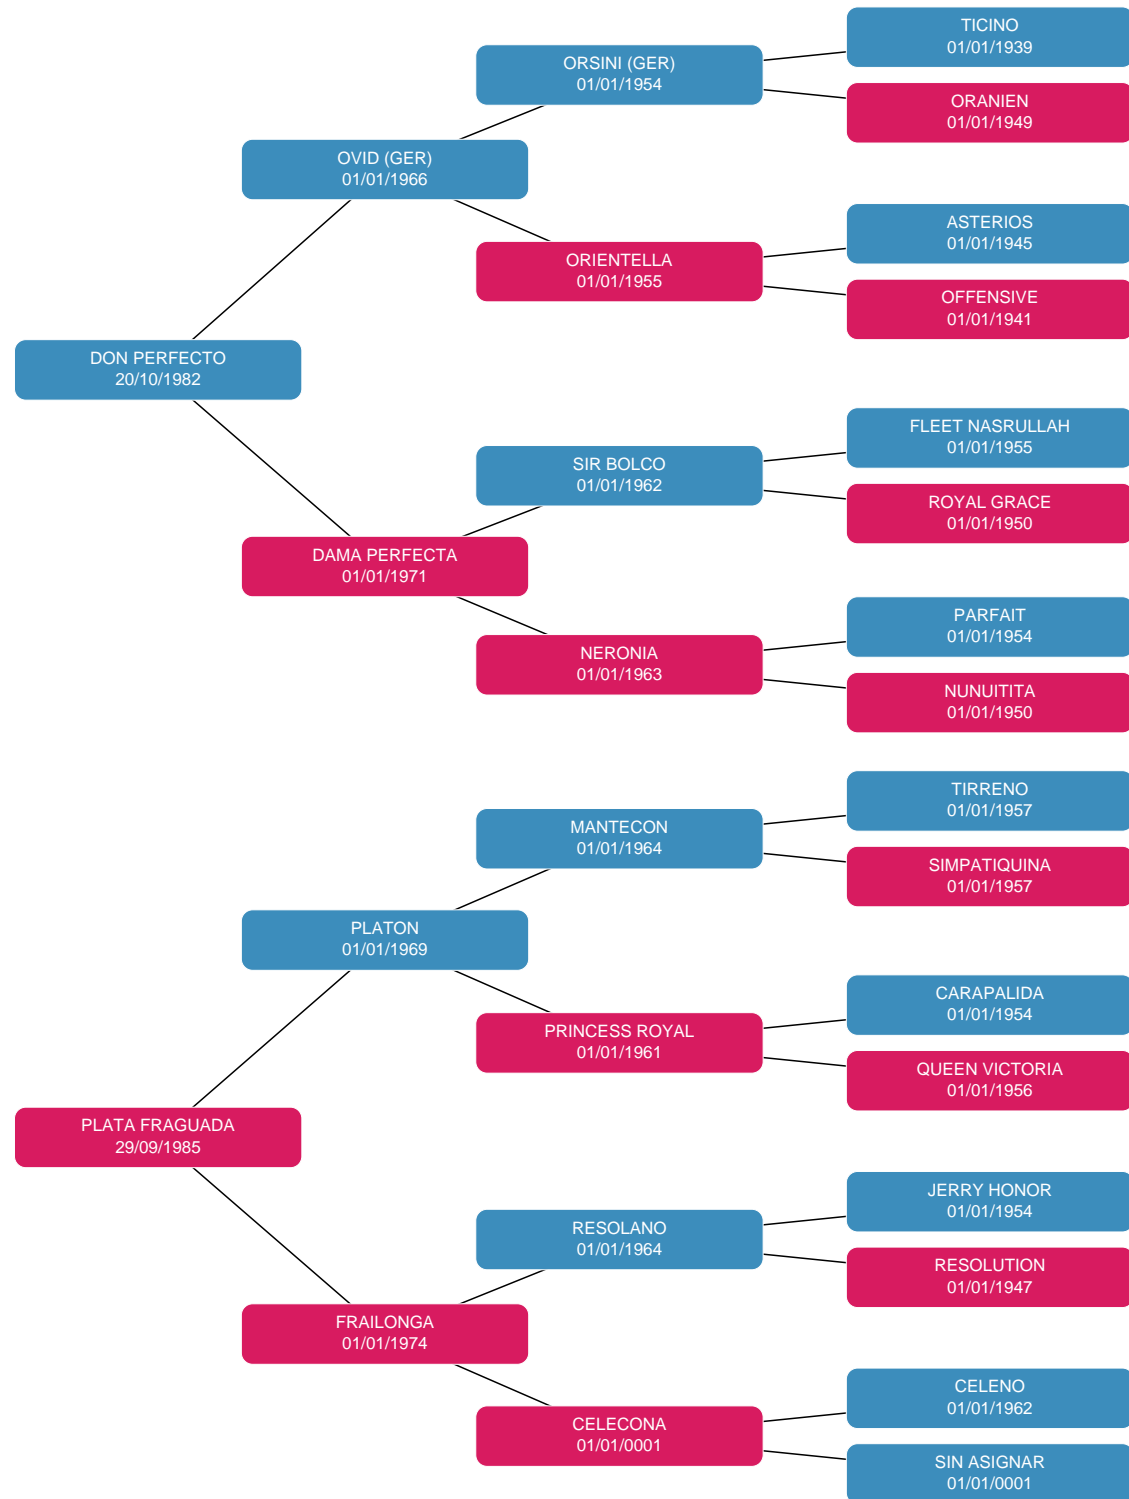 TICINO
01/01/1939
ORSINI (GER)
01/01/1954
ORANIEN
01/01/1949
OVID (GER)
01/01/1966
ASTERIOS
01/01/1945
ORIENTELLA
01/01/1955
OFFENSIVE
01/01/1941
DON PERFECTO
20/10/1982
FLEET NASRULLAH
01/01/1955
SIR BOLCO
01/01/1962
ROYAL GRACE
01/01/1950
DAMA PERFECTA
01/01/1971
PARFAIT
01/01/1954
NERONIA
01/01/1963
NUNUITITA
01/01/1950
TIRRENO
01/01/1957
MANTECON
01/01/1964
SIMPATIQUINA
01/01/1957
PLATON
01/01/1969
CARAPALIDA
01/01/1954
PRINCESS ROYAL
01/01/1961
QUEEN VICTORIA
01/01/1956
PLATA FRAGUADA
29/09/1985
JERRY HONOR
01/01/1954
RESOLANO
01/01/1964
RESOLUTION
01/01/1947
FRAILONGA
01/01/1974
CELENO
01/01/1962
CELECONA
01/01/0001
SIN ASIGNAR
01/01/0001